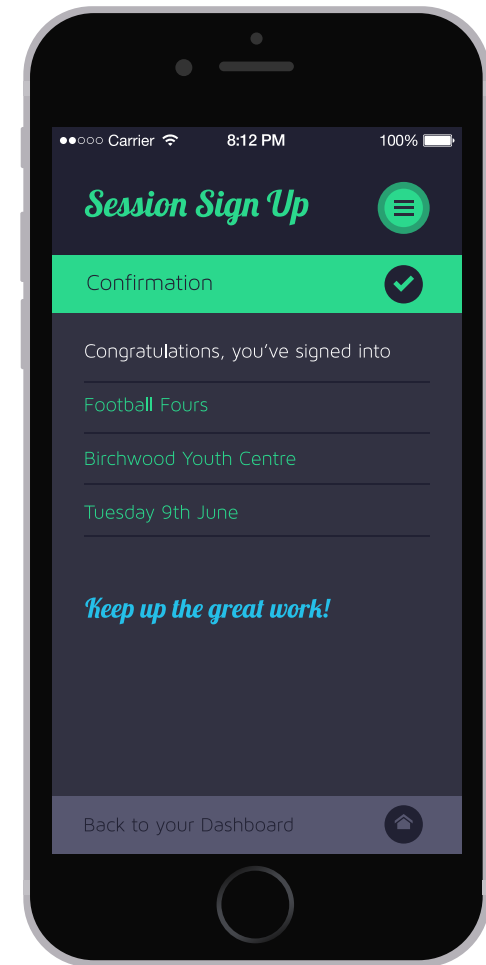 Carrier 8:12 PM 100%
Session Sign Up
Confirmation
Congratulations, you've signed into
Football Fours
Birchwood Youth Centre
Tuesday 9th June
Keep up the great work!
Back to your Dashboard